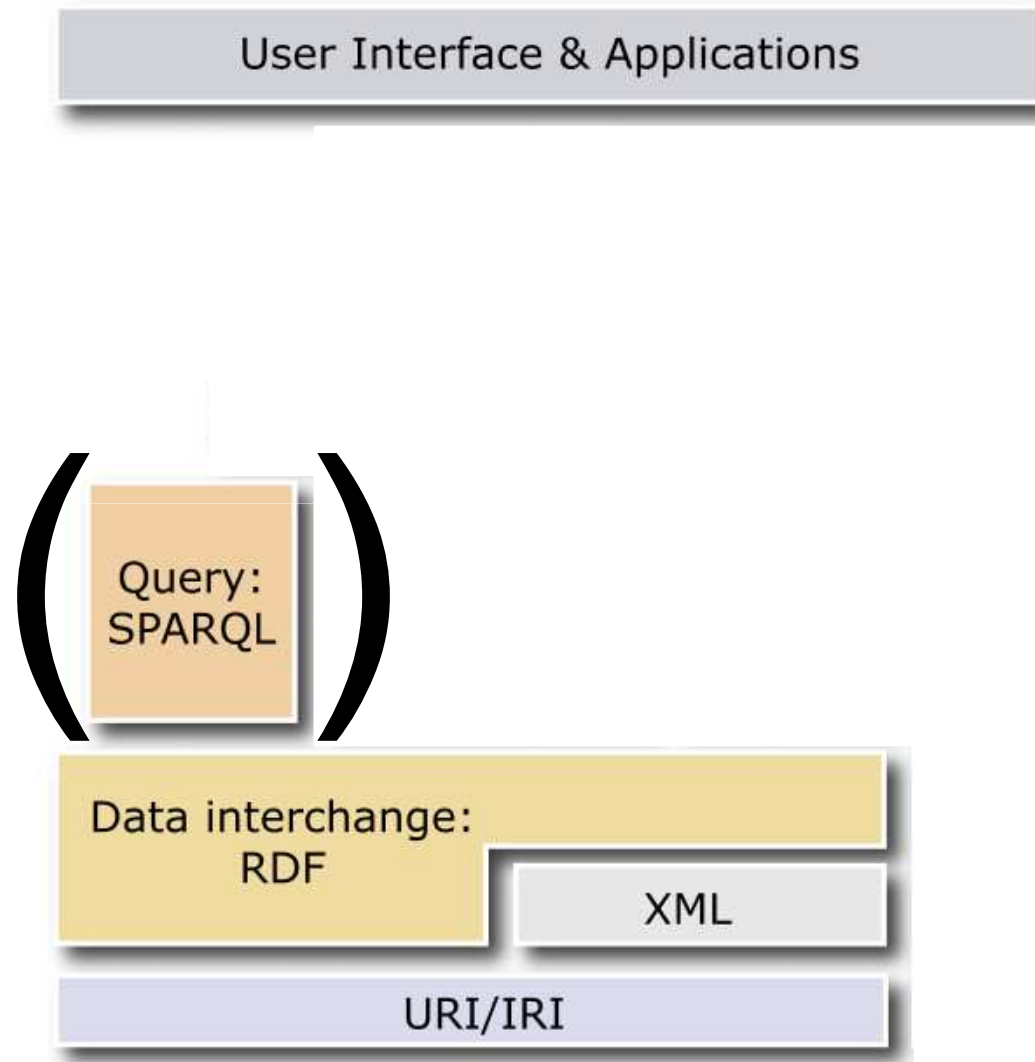 User Interface & Applications
( Query: )
SPARQL
Data interchange:
RDF
XML
URI/IRI